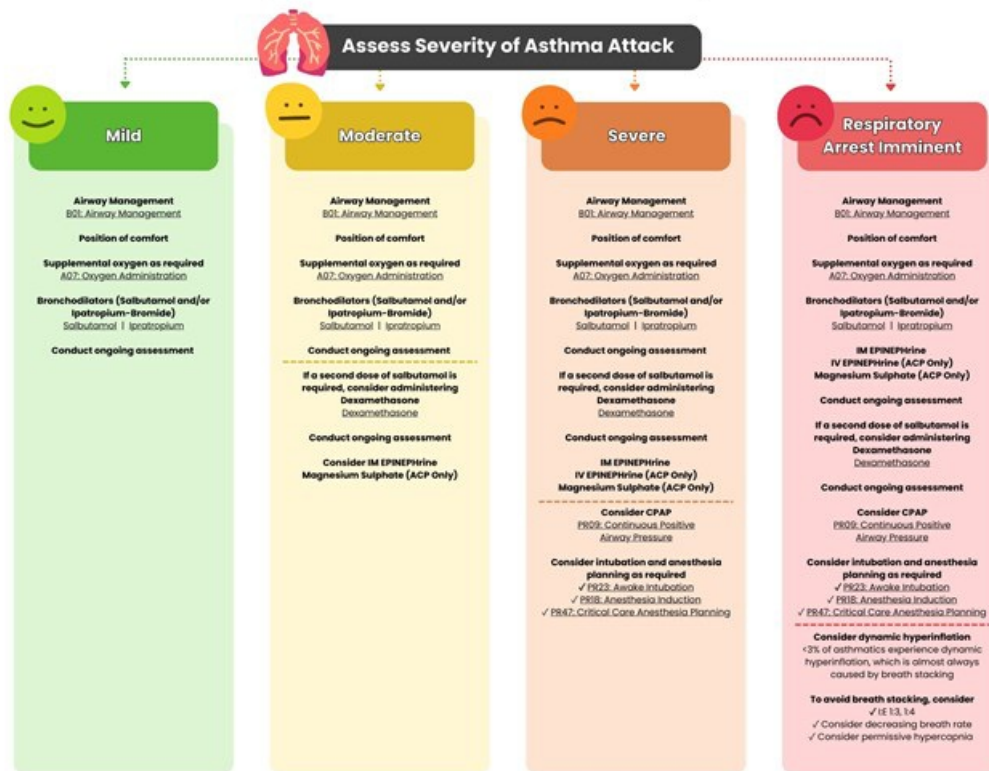 Assess Severity of Asthma Attack
Mild
Airway Management
B01: Airway Management
Position of comfort
Supplemental oxygen as required
A07: Oxygen Administration
Bronchodilators (Salbutamol and/or
Ipatropium-Bromide)
Salbutamol | Ipratropium
Conduct ongoing assessment
Moderate
Airway Management
B01: Airway Management
Position of comfort
Supplemental oxygen as required
A07: Oxygen Administration
Bronchodilators (Salbutamol and/or
Ipatropium-Bromide)
Salbutamol | Ipratropium
Conduct ongoing assessment
If a second dose of salbutamol is
required, consider administering
Dexamethasone
Dexamethasone
Conduct ongoing assessment
Consider IM EPINEPHrine
Magnesium Sulphate (ACP Only)
Severe
Airway Management
B01: Airway Management
Position of comfort
Supplemental oxygen as required
A07: Oxygen Administration
Bronchodilators (Salbutamol and/or
Ipatropium-Bromide)
Salbutamol | Ipratropium
Conduct ongoing assessment
If a second dose of salbutamol is
required, consider administering
Dexamethasone
Dexamethasone
Conduct ongoing assessment
IM EPINEPHrine
IV EPINEPHrine (ACP Only)
Magnesium Sulphate (ACP Only)
Consider CPAP
PR09: Continuous Positive
Airway Pressure
Consider intubation and anesthesia
planning as required
✓ PR23: Awake Intubation
✓ PR18: Anesthesia Induction
✓ PR47: Critical Care Anesthesia Planning
Respiratory
Arrest Imminent
Airway Management
B01: Airway Management
Position of comfort
Supplemental oxygen as required
A07: Oxygen Administration
Bronchodilators (Salbutamol and/or
Ipatropium-Bromide)
Salbutamol | Ipratropium
IM EPINEPHrine
IV EPINEPHrine (ACP Only)
Magnesium Sulphate (ACP Only)
Conduct ongoing assessment
If a second dose of salbutamol is
required, consider administering
Dexamethasone
Dexamethasone
Conduct ongoing assessment
Consider CPAP
PR09: Continuous Positive
Airway Pressure
Consider intubation and anesthesia
planning as required
✓ PR23: Awake Intubation
✓ PR18: Anesthesia Induction
✓ PR47: Critical Care Anesthesia Planning
Consider dynamic hyperinflation
<3% of asthmatics experience dynamic
hyperinflation, which is almost always
caused by breath stacking
To avoid breath stacking, consider
✓ I:E 1:3, 1:4
✓ Consider decreasing breath rate
✓ Consider permissive hypercapnia